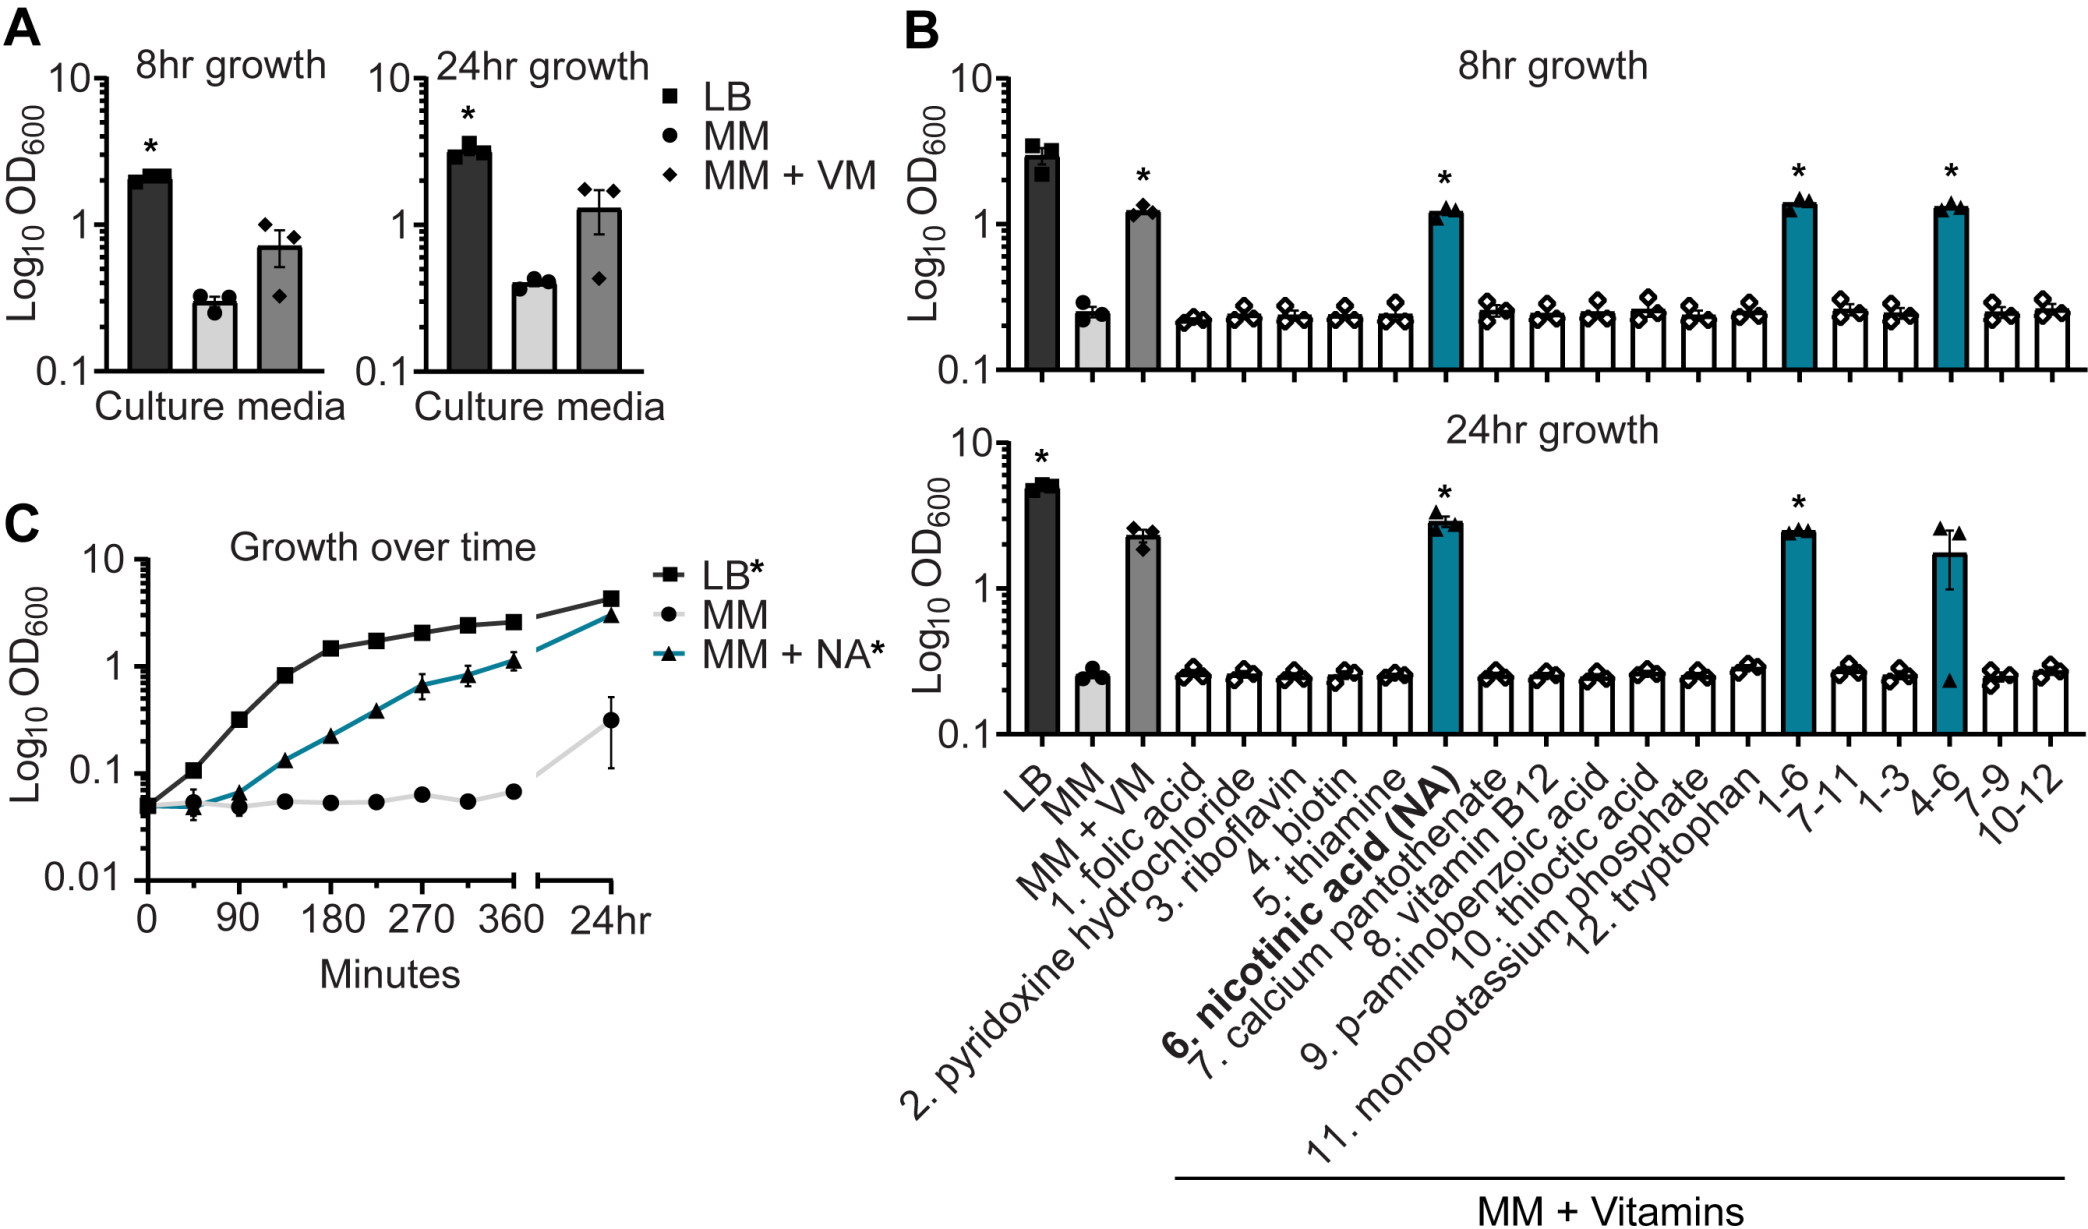 A
8hr growth
24hr growth
10
1
0.1
Log10 OD600
*
Culture media
10
1
0.1
*
Culture media
LB
MM
MM + VM
B
8hr growth
10
1
0.1
Log10 OD600
*
*
*
*
24hr growth
10
1
0.1
Log10 OD600
*
*
*
LB
MM
MM + VM
1. folic acid
2. pyridoxine hydrochloride
3. riboflavin
4. biotin
5. thiamine
6. nicotinic acid (NA)
7. calcium pantothenate
8. vitamin B12
9. p-aminobenzoic acid
10. thioctic acid
11. monopotassium phosphate
12. tryptophan
1-6
7-11
1-3
4-6
7-9
10-12
MM + Vitamins
C
Growth over time
10
1
0.1
0.01
Log10 OD600
0 90 180 270 360 24hr
Minutes
LB*
MM
MM + NA*